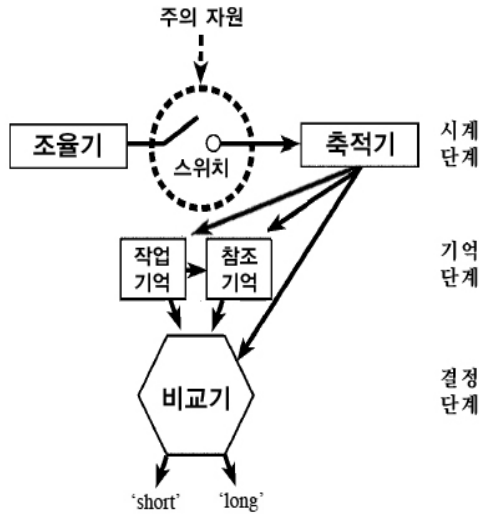 주의 자원
조율기
스위치
축적기
시계
단계
작업
기억
참조
기억
기억
단계
비교기
결정
단계
‘short’
‘long’